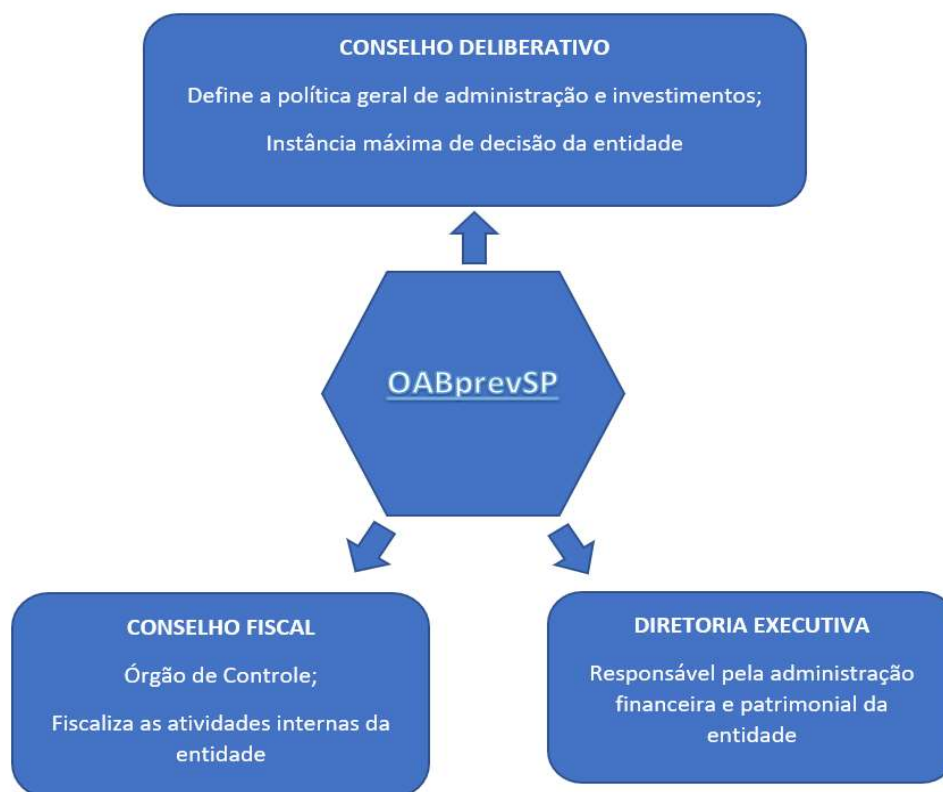 CONSELHO DELIBERATIVO
Define a política geral de administração e investimentos;
Instância máxima de decisão da entidade
OABprevSP
CONSELHO FISCAL
Órgão de Controle;
Fiscaliza as atividades internas da
entidade
DIRETORIA EXECUTIVA
Responsável pela administração
financeira e patrimonial da
entidade